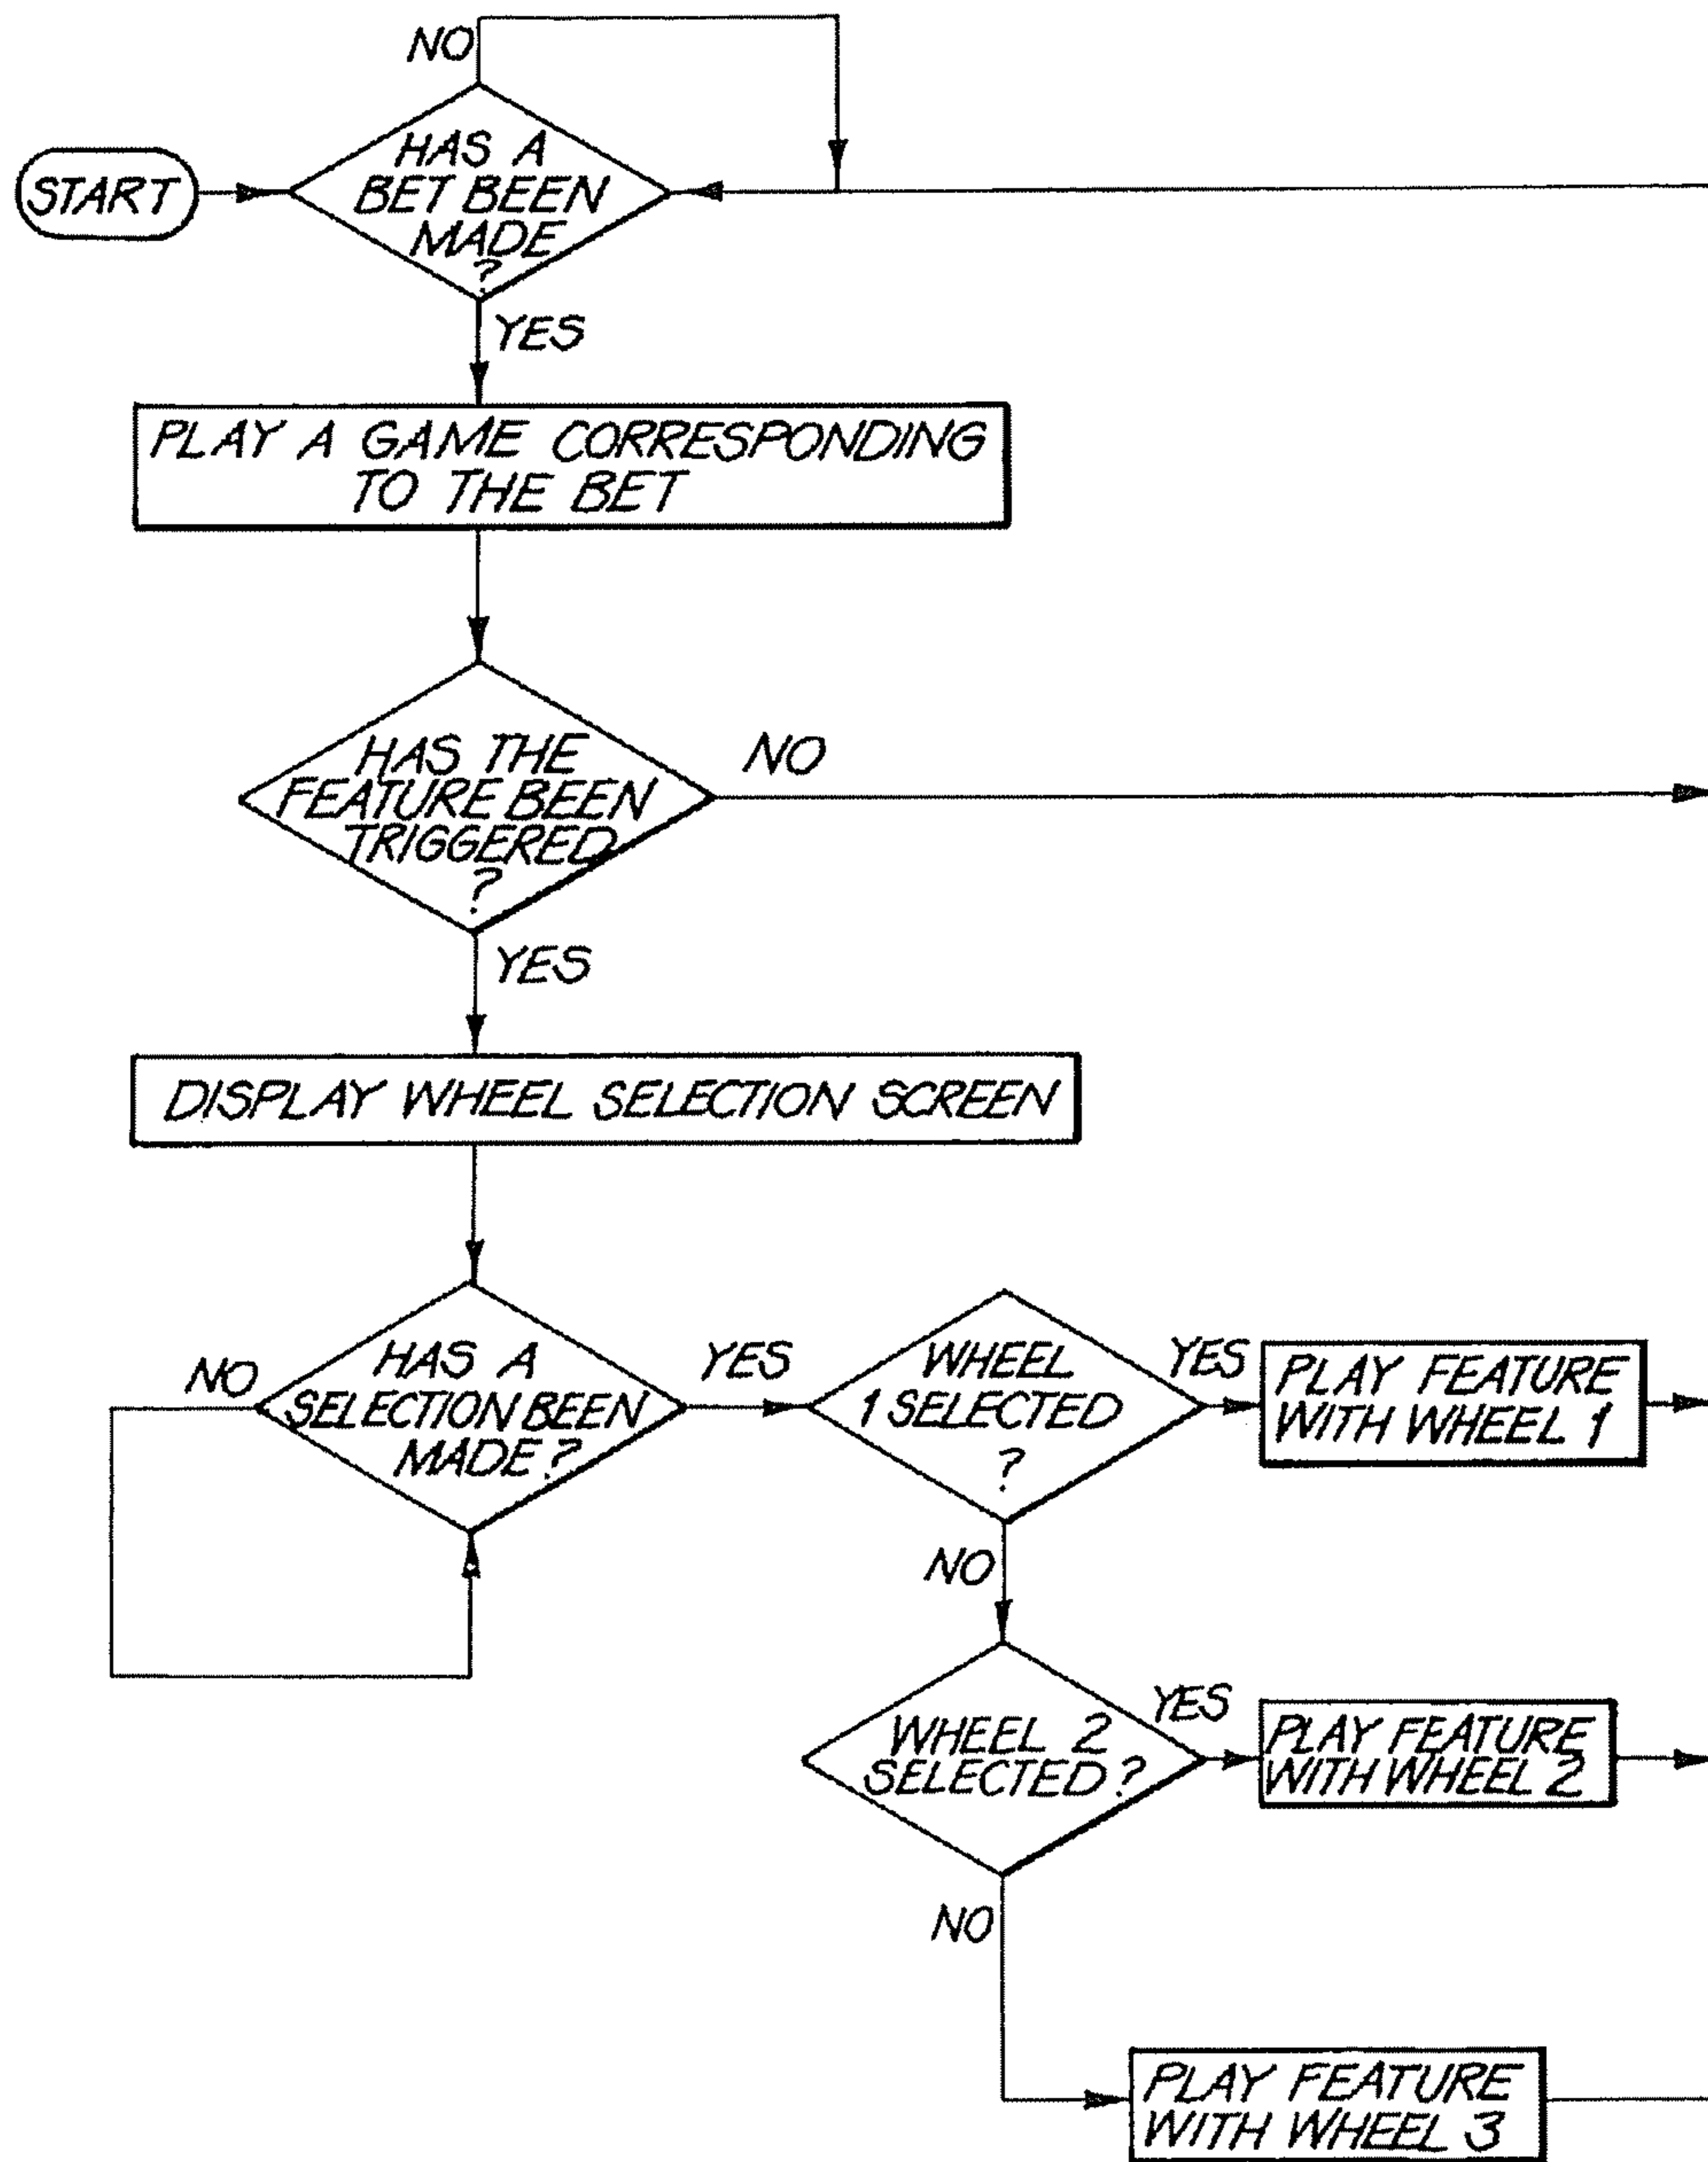 NO
START
HAS A
BET BEEN
MADE
?
YES
PLAY A GAME CORRESPONDING
TO THE BET
HAS THE
FEATURE BEEN
TRIGGERED
?
NO
YES
DISPLAY WHEEL SELECTION SCREEN
NO
HAS A
SELECTION BEEN
MADE?
YES
WHEEL
1 SELECTED
?
YES
PLAY FEATURE
WITH WHEEL 1
NO
WHEEL 2
SELECTED?
YES
PLAY FEATURE
WITH WHEEL 2
NO
PLAY FEATURE
WITH WHEEL 3